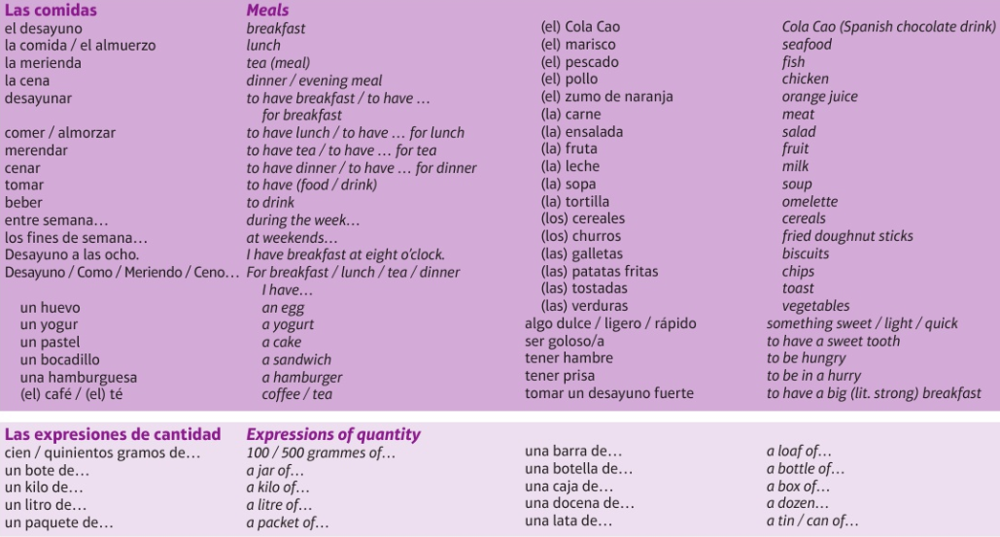 Las comidas Meals
el desayuno breakfast
la comida / el almuerzo lunch
la merienda tea (meal)
la cena dinner / evening meal
desayunar to have breakfast / to have …
for breakfast
comer / almorzar to have lunch / to have … for lunch
merendar to have tea / to have … for tea
cenar to have dinner / to have … for dinner
tomar to have (food / drink)
beber to drink
entre semana… during the week…
los fines de semana… at weekends…
Desayuno a las ocho. I have breakfast at eight o'clock.
Desayuno / Como / Meriendo / Ceno… For breakfast / lunch / tea / dinner
I have…
un huevo an egg
un yogur a yogurt
un pastel a cake
un bocadillo a sandwich
una hamburguesa a hamburger
(el) café / (el) té coffee / tea
(el) Cola Cao Cola Cao (Spanish chocolate drink)
(el) marisco seafood
(el) pescado fish
(el) pollo chicken
(el) zumo de naranja orange juice
(la) carne meat
(la) ensalada salad
(la) fruta fruit
(la) leche milk
(la) sopa soup
(la) tortilla omelette
(los) cereales cereals
(los) churros fried doughnut sticks
(las) galletas biscuits
(las) patatas fritas chips
(las) tostadas toast
(las) verduras vegetables
algo dulce / ligero / rápido something sweet / light / quick
ser goloso/a to have a sweet tooth
tener hambre to be hungry
tener prisa to be in a hurry
tomar un desayuno fuerte to have a big (lit. strong) breakfast
Las expresiones de cantidad Expressions of quantity
cien / quinientos gramos de… 100 / 500 grammes of…
un bote de… a jar of…
un kilo de… a kilo of…
un litro de… a litre of…
un paquete de… a packet of…
una barra de… a loaf of…
una botella de… a bottle of…
una caja de… a box of…
una docena de… a dozen…
una lata de… a tin / can of…